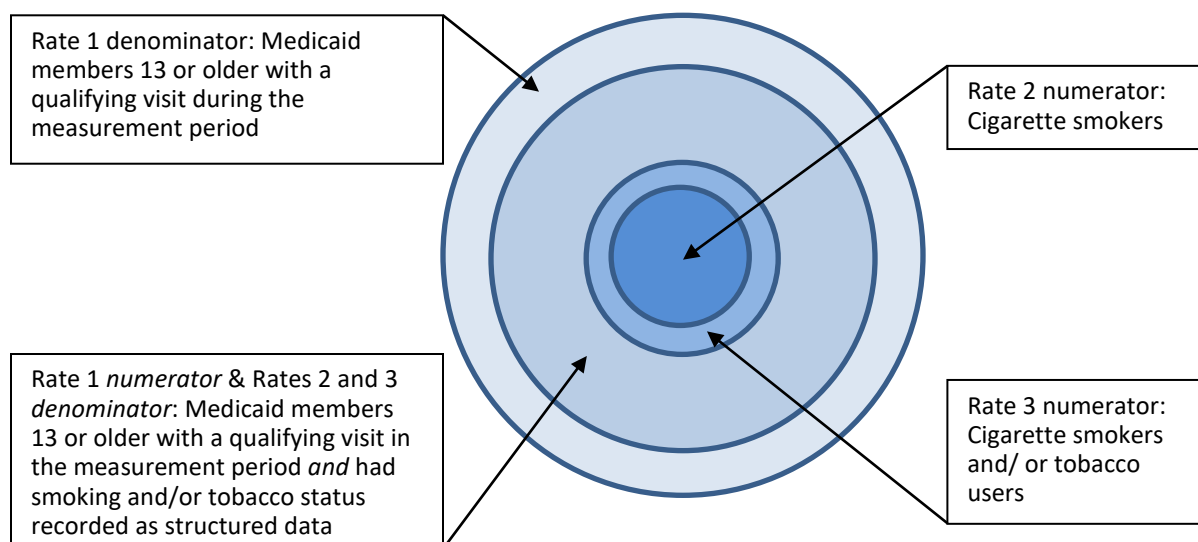 Rate 1 denominator: Medicaid
members 13 or older with a
qualifying visit during the
measurement period
Rate 2 numerator:
Cigarette smokers
Rate 1 numerator & Rates 2 and 3
denominator: Medicaid members
13 or older with a qualifying visit in
the measurement period and had
smoking and/or tobacco status
recorded as structured data
Rate 3 numerator:
Cigarette smokers
and/ or tobacco
users